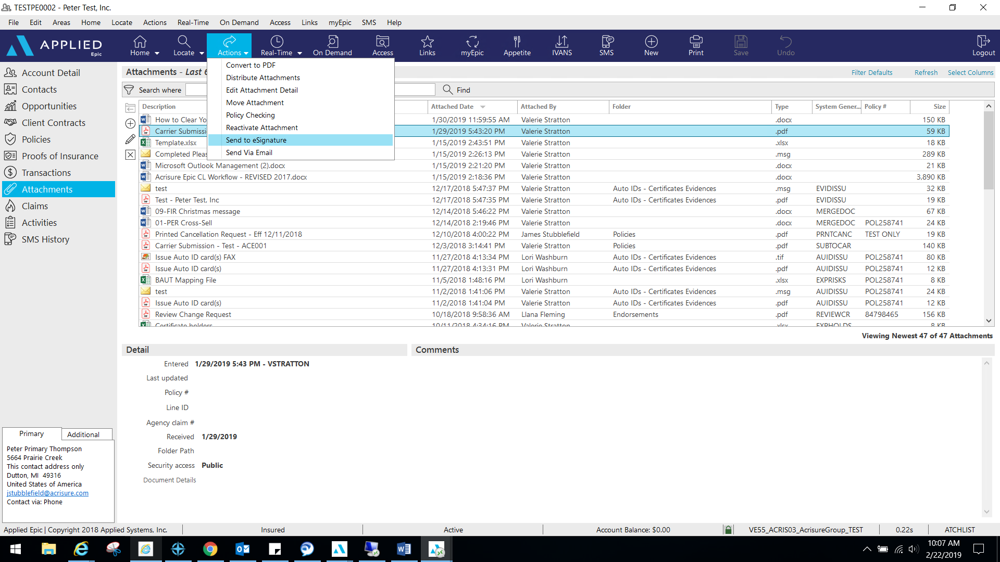 TESTPE0002 - Peter Test, Inc.
File Edit Areas Home Locate Actions Real-Time On Demand Access Links myEpic SMS Help
APPLIED
Epic
Home Locate Actions Real-Time On Demand Access Links myEpic Appetite IVANS SMS New Print Save Undo Logout
Account Detail
Contacts
Opportunities
Client Contracts
Policies
Proofs of Insurance
Transactions
Attachments
Claims
Activities
SMS History
Attachments - Last 6
Filter Defaults Refresh Select Columns
Search where
Find
Convert to PDF
Distribute Attachments
Edit Attachment Detail
Move Attachment
Policy Checking
Reactivate Attachment
Send to eSignature
Send Via Email
Description Attached Date Attached By Folder Type System Gener... Policy # Size
How to Clear Yo 1/30/2019 11:59:55 AM Valerie Stratton .docx 150 KB
Carrier Submissi 1/29/2019 5:43:20 PM Valerie Stratton .pdf 59 KB
Template.xlsx 1/15/2019 2:43:51 PM Valerie Stratton .xlsx 18 KB
Completed Pleas 1/15/2019 2:26:13 PM Valerie Stratton .msg 289 KB
Microsoft Outlook Management (2).docx 1/15/2019 2:21:20 PM Valerie Stratton .docx 21 KB
Acrisure Epic CL Workflow - REVISED 2017.docx 1/15/2019 2:18:36 PM Valerie Stratton .docx 3,890 KB
test 12/17/2018 5:47:37 PM Valerie Stratton Auto IDs - Certificates Evidences .msg EVIDISSU 32 KB
Test - Peter Test, Inc 12/17/2018 5:47:35 PM Valerie Stratton Auto IDs - Certificates Evidences .pdf EVIDISSU 19 KB
09-FIR Christmas message 12/14/2018 5:46:22 PM Valerie Stratton .docx MERGEDOC 67 KB
01-PER Cross-Sell 12/14/2018 2:19:46 PM Valerie Stratton .docx MERGEDOC POL258741 24 KB
Printed Cancellation Request - Eff 12/11/2018 12/10/2018 4:00:22 PM James Stubblefield Policies .pdf PRNTCANC TEST ONLY 19 KB
Carrier Submission - Test - ACE001 12/3/2018 3:14:41 PM Valerie Stratton Policies .pdf SUBTOCAR 140 KB
Issue Auto ID card(s) FAX 11/27/2018 4:13:34 PM Lori Washburn Auto IDs - Certificates Evidences .tif AUIDISSU POL258741 80 KB
Issue Auto ID card(s) 11/27/2018 4:13:31 PM Lori Washburn Auto IDs - Certificates Evidences .pdf AUIDISSU POL258741 12 KB
BAUT Mapping File 11/5/2018 1:48:16 PM Lori Washburn .xlsx EXPRISKS POL258741 8 KB
test 11/2/2018 1:41:06 PM Valerie Stratton Auto IDs - Certificates Evidences .msg AUIDISSU POL258741 24 KB
Issue Auto ID card(s) 11/2/2018 1:41:04 PM Valerie Stratton Auto IDs - Certificates Evidences .pdf AUIDISSU POL258741 12 KB
Review Change Request 10/18/2018 9:58:36 AM Llana Fleming Endorsements .pdf REVIEWCR 84798465 156 KB
Certificate holders 10/11/2018 4:34:16 PM Valerie Stratton .xlsx EXPHOLDS 8 KB
Viewing Newest 47 of 47 Attachments
Detail
Comments
Entered 1/29/2019 5:43 PM - VSTRATTON
Last updated
Policy #
Line ID
Agency claim #
Received 1/29/2019
Folder Path
Security access Public
Document Details
Primary Additional
Peter Primary Thompson
5664 Prairie Creek
This contact address only
Dutton, MI 49316
United States of America
jstubblefield@acrisure.com
Contact via: Phone
Applied Epic | Copyright 2018 Applied Systems, Inc. Insured Active Account Balance: $0.00 VE55_ACRIS03_AcrisureGroup_TEST 0.22s ATCHLIST
10:07 AM
2/22/2019